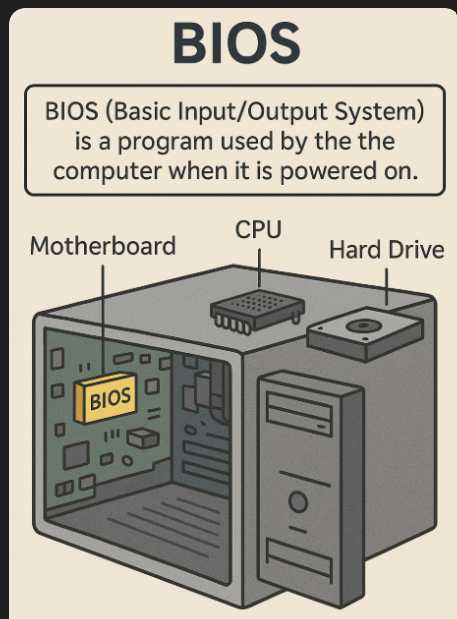 BIOS
BIOS (Basic Input/Output System)
is a program used by the the
computer when it is powered on.
CPU
Motherboard
Hard Drive
BIOS